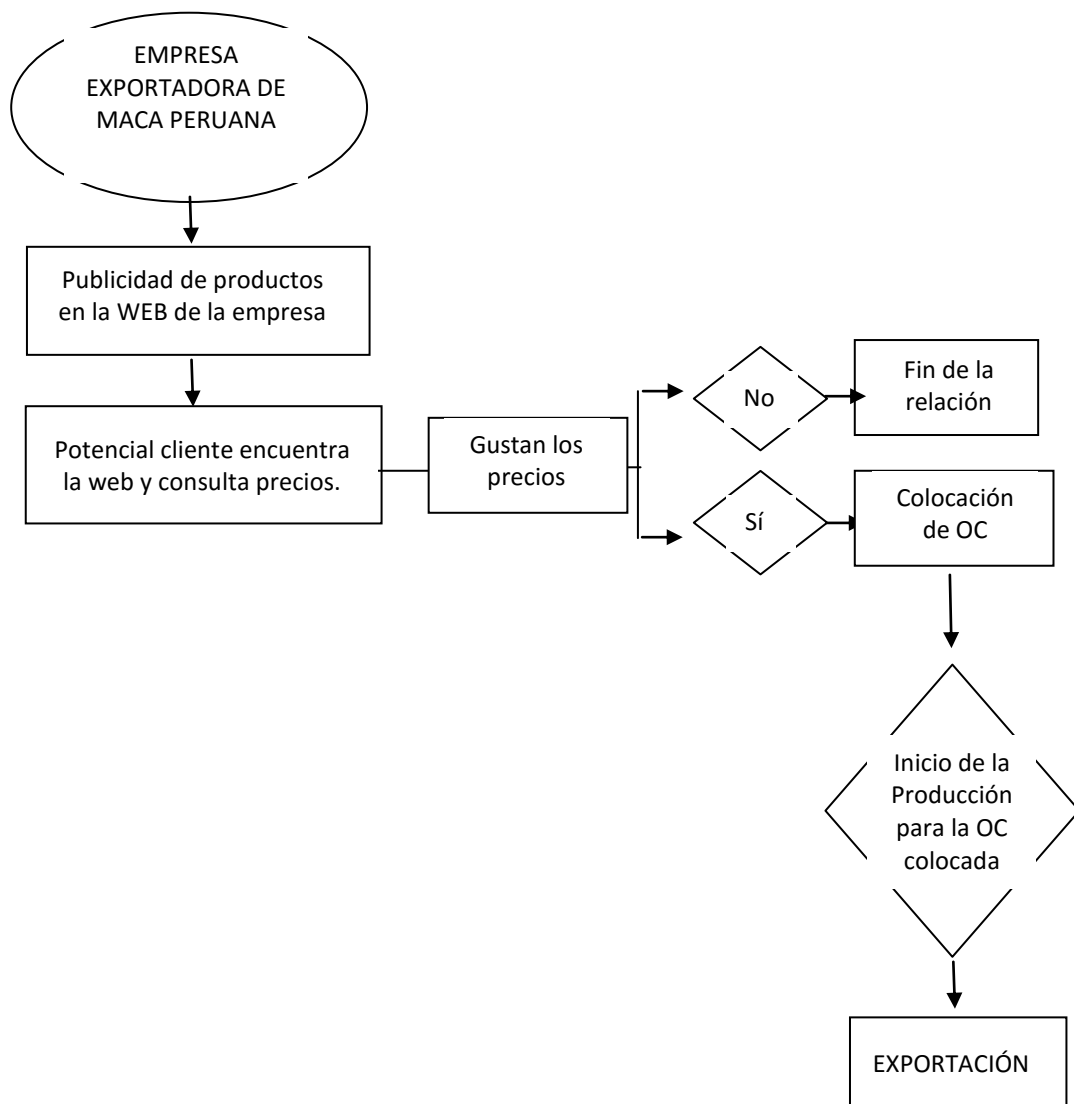 EMPRESA
EXPORTADORA DE
MACA PERUANA
Publicidad de productos
en la WEB de la empresa
Potencial cliente encuentra
la web y consulta precios.
Gustan los
precios
No
Fin de la
relación
Sí
Colocación
de OC
Inicio de la
Producción
para la OC
colocada
EXPORTACIÓN